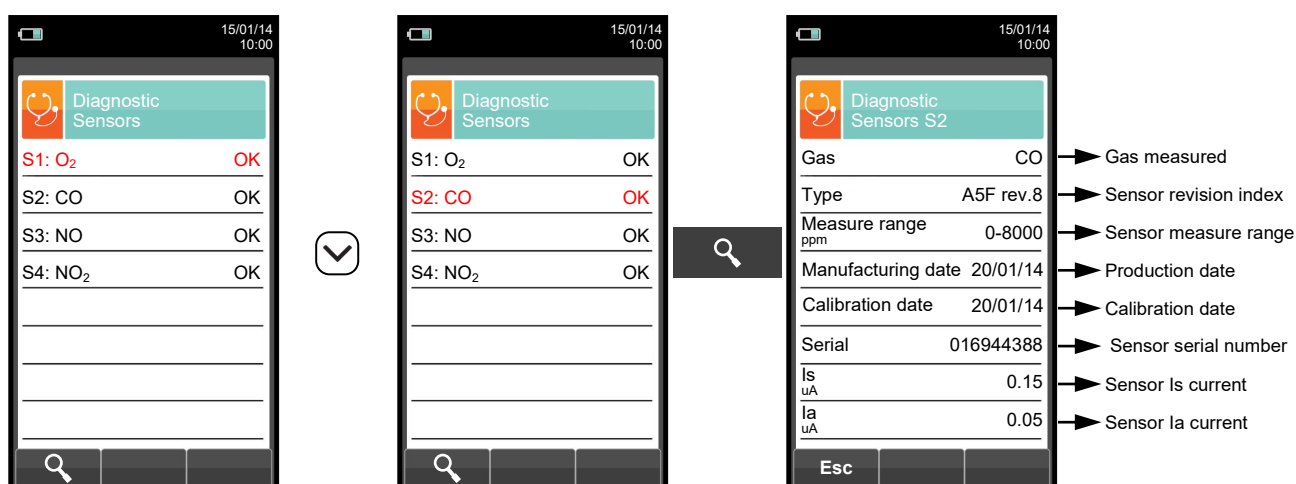 15/01/14
10:00
Diagnostic
Sensors
S1: O₂ OK
S2: CO OK
S3: NO OK
S4: NO₂ OK
15/01/14
10:00
Diagnostic
Sensors
S1: O₂ OK
S2: CO OK
S3: NO OK
S4: NO₂ OK
15/01/14
10:00
Diagnostic
Sensors S2
Gas CO Gas measured
Type A5F rev.8 Sensor revision index
Measure range
ppm 0-8000 Sensor measure range
Manufacturing date 20/01/14 Production date
Calibration date 20/01/14 Calibration date
Serial 016944388 Sensor serial number
Is
uA 0.15 Sensor Is current
Ia
uA 0.05 Sensor Ia current
Esc